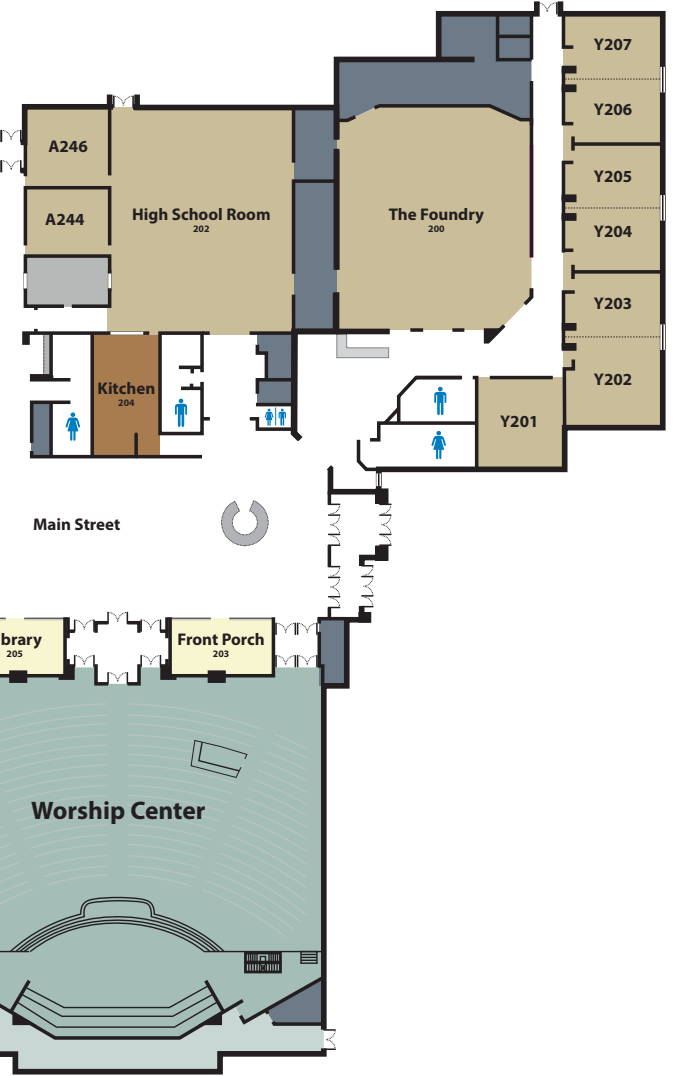 Y207
Y206
A246
Y205
A244
High School Room
202
The Foundry
200
Y204
Y203
Kitchen
204
Y202
Y201
Main Street
brary
205
Front Porch
203
Worship Center